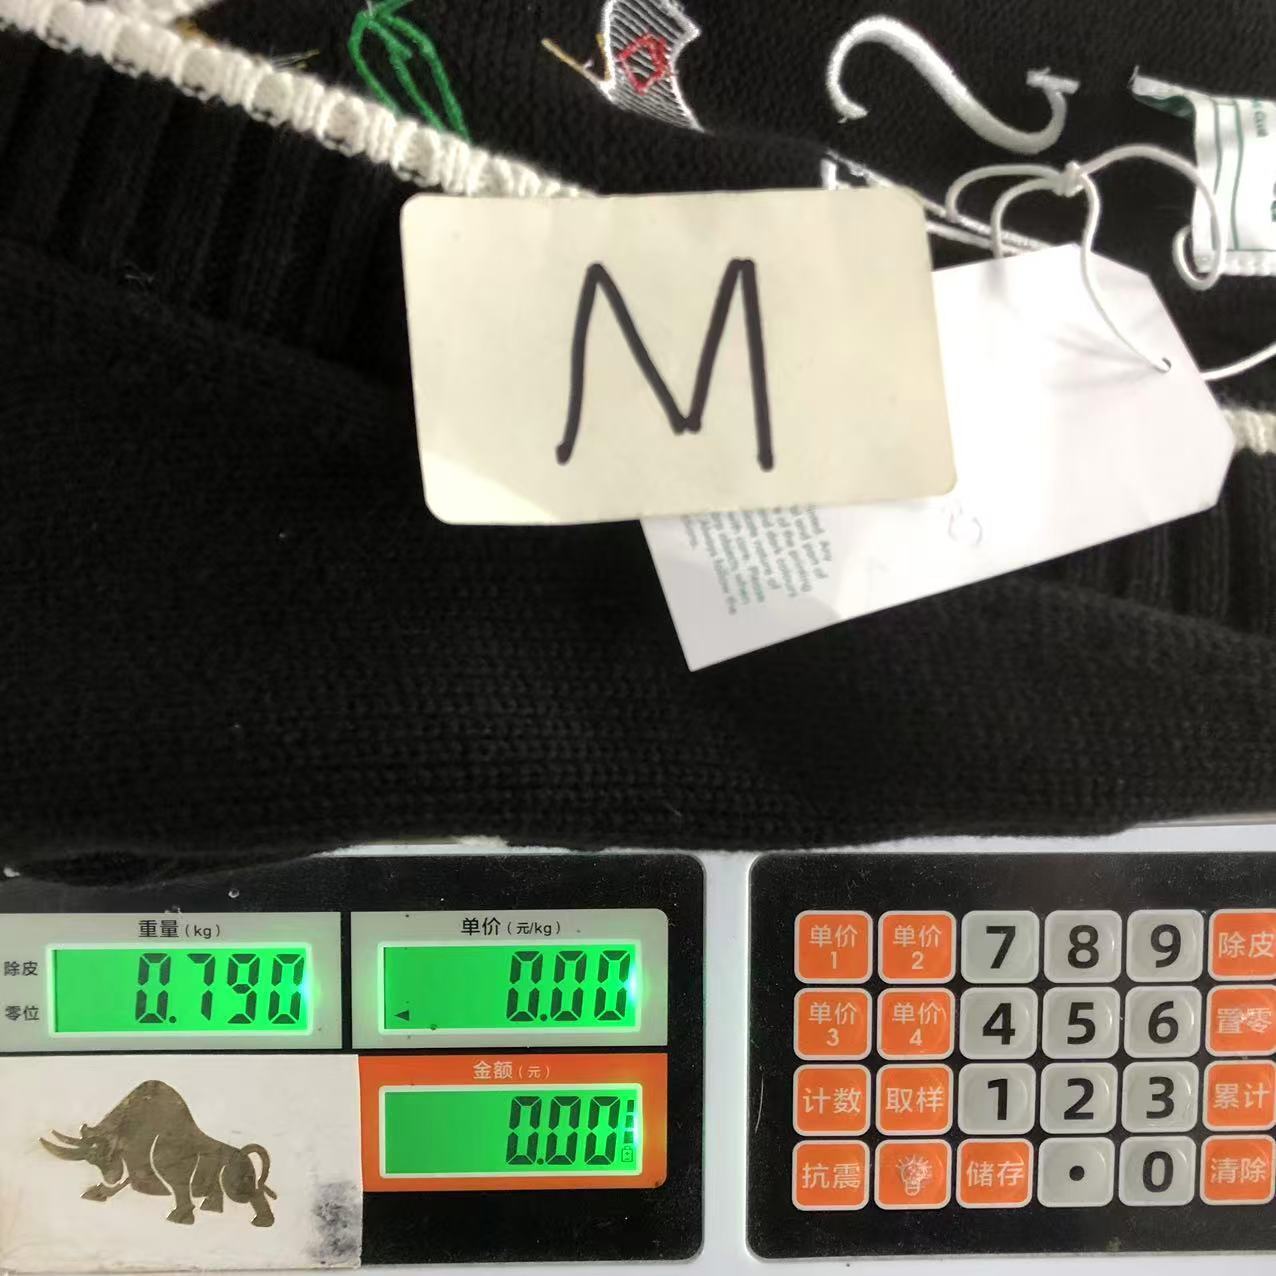 CLUB
M
重量(kg)
单价(元/kg)
除皮
零位
0.790
0.00
金额(元)
0.00
单价1
单价2
7
8
9
除皮
单价3
单价4
4
5
6
置零
计数
取样
1
2
3
累计
抗震
储存
.
0
清除